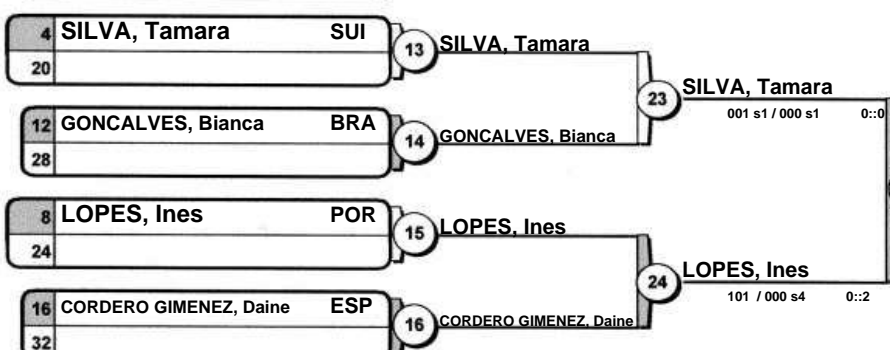 4 SILVA, Tamara SUI
20
13 SILVA, Tamara
23 SILVA, Tamara
001 s1 / 000 s1 0::0
12 GONCALVES, Bianca BRA
28
14 GONCALVES, Bianca
8 LOPES, Ines POR
24
15 LOPES, Ines
24 LOPES, Ines
101 / 000 s4 0::2
16 CORDERO GIMENEZ, Daine ESP
32
16 CORDERO GIMENEZ, Daine